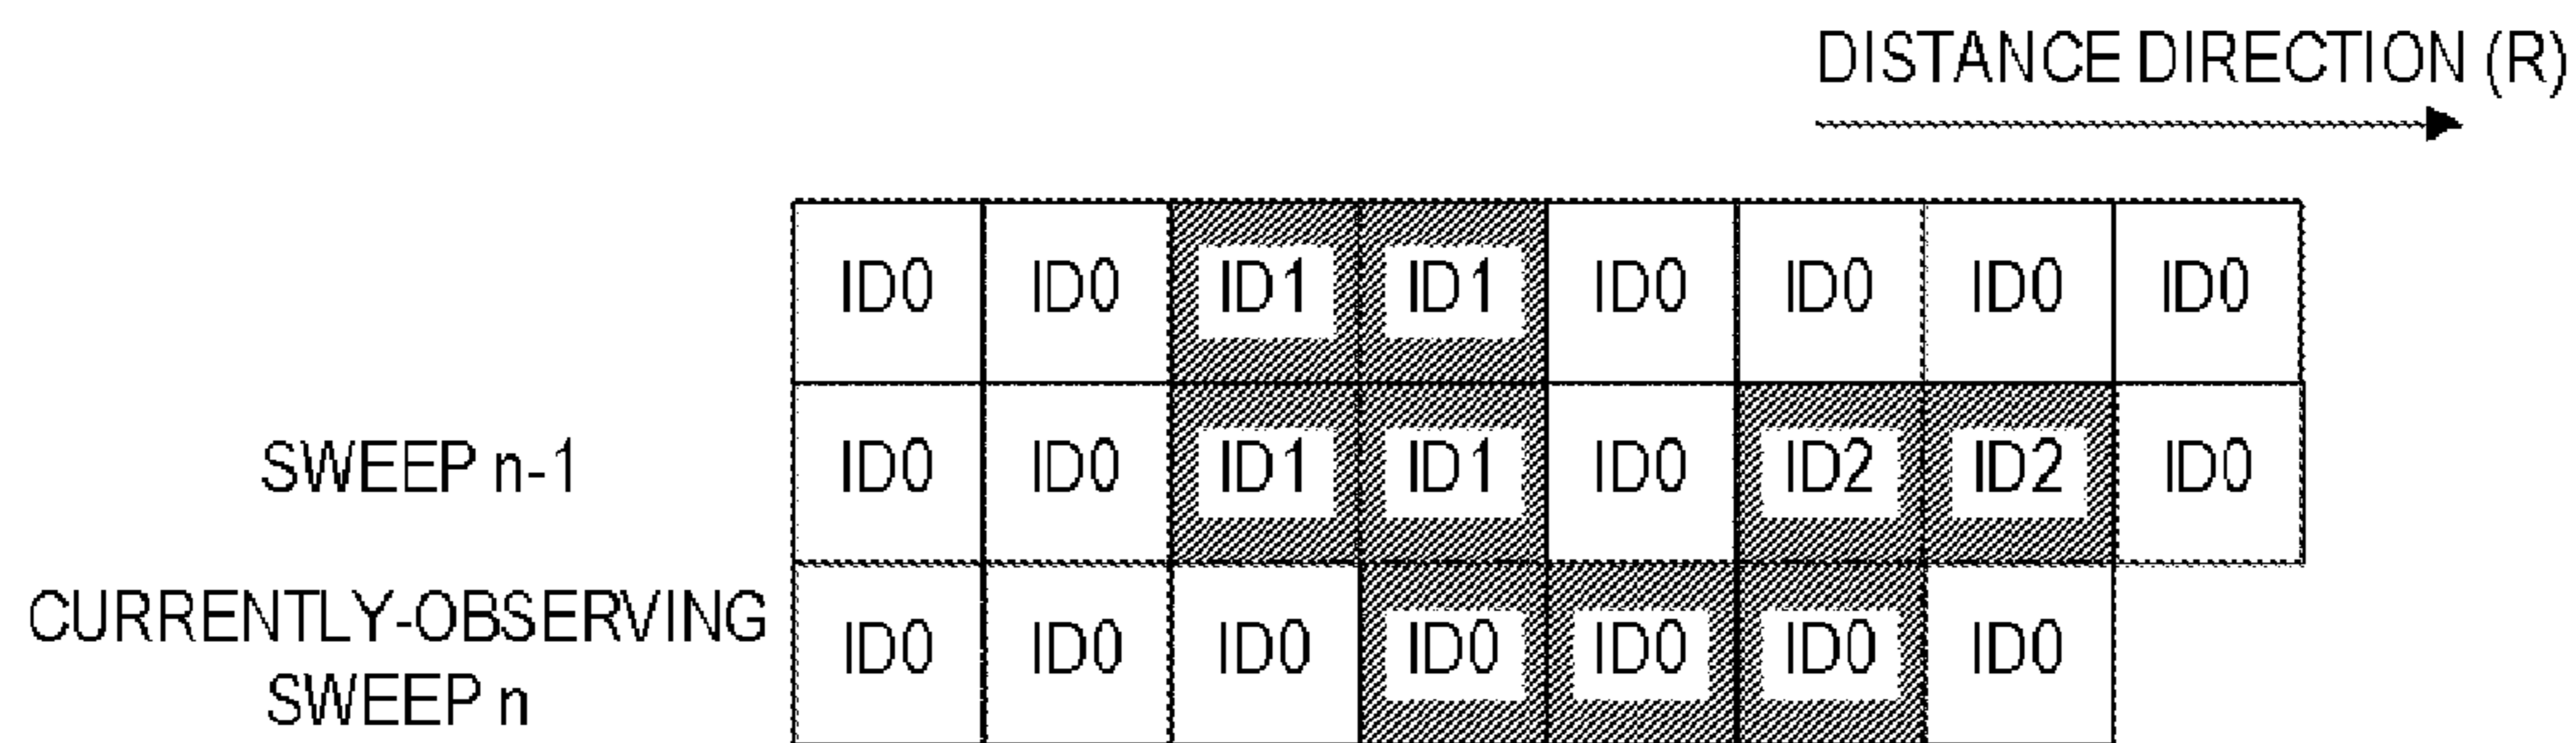 DISTANCE DIRECTION (R)
ID0 ID0 ID1 ID1 ID0 ID0 ID0 ID0
SWEEP n-1 ID0 ID0 ID1 ID1 ID0 ID2 ID2 ID0
CURRENTLY-OBSERVING
SWEEP n
ID0 ID0 ID0 ID0 ID0 ID0 ID0